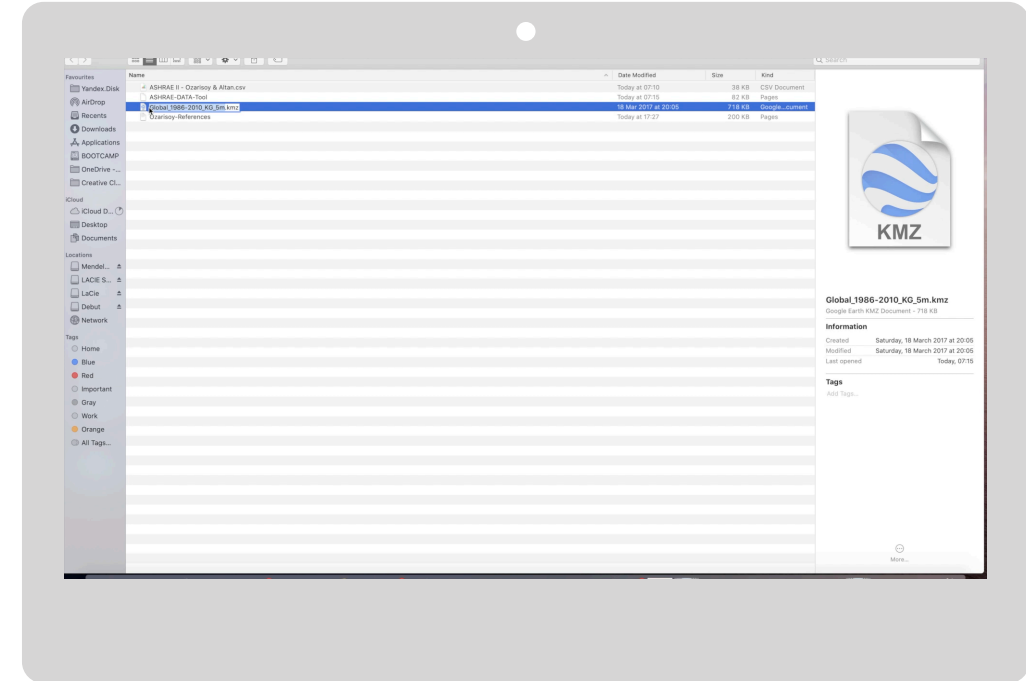 Search
Name Date Modified Size Kind
Favourites
Yandex.Disk
AirDrop
Recents
Downloads
Applications
BOOTCAMP
OneDrive -...
Creative Cl...
iCloud
iCloud D...
Desktop
Documents
Locations
Mendel...
LACIE S...
LaCie
Debut
Network
Tags
Home
Blue
Red
Important
Gray
Work
Orange
All Tags...
ASHRAE II - Ozarisoy & Altan.csv Today at 07:10 38 KB CSV Document
ASHRAE-DATA-Tool Today at 07:15 82 KB Pages
Global_1986-2010_KG_5m.kmz 18 Mar 2017 at 20:05 718 KB Google...cument
Ozarisoy-References Today at 17:27 200 KB Pages
KMZ
Global_1986-2010_KG_5m.kmz
Google Earth KMZ Document - 718 KB
Information
Created Saturday, 18 March 2017 at 20:05
Modified Saturday, 18 March 2017 at 20:05
Last opened Today, 07:15
Tags
Add Tags...
More...